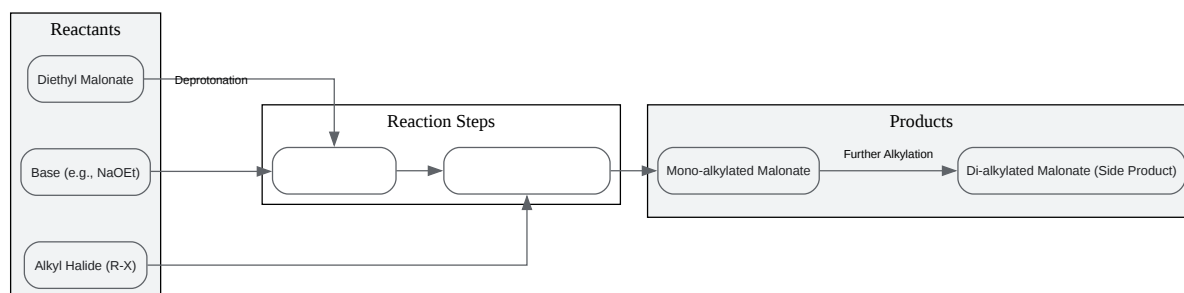 Reactants
Diethyl Malonate
Deprotonation
Base (e.g., NaOEt)
Alkyl Halide (R-X)
Reaction Steps
Products
Mono-alkylated Malonate
Further Alkylation
Di-alkylated Malonate (Side Product)